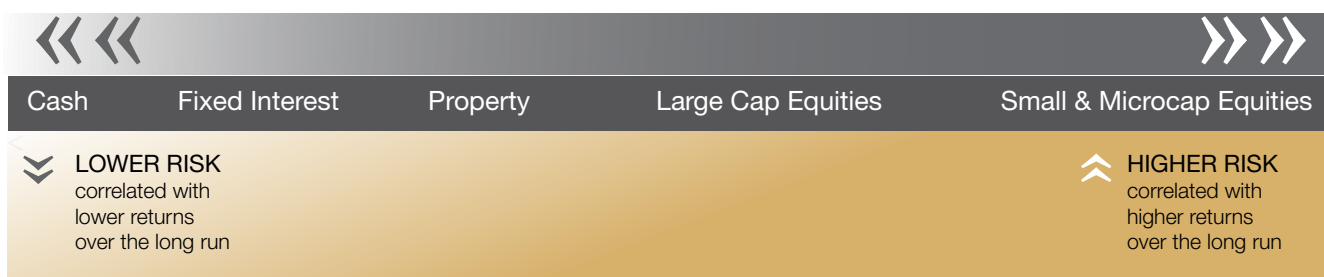 Cash Fixed Interest Property Large Cap Equities Small & Microcap Equities
LOWER RISK
correlated with
lower returns
over the long run
HIGHER RISK
correlated with
higher returns
over the long run